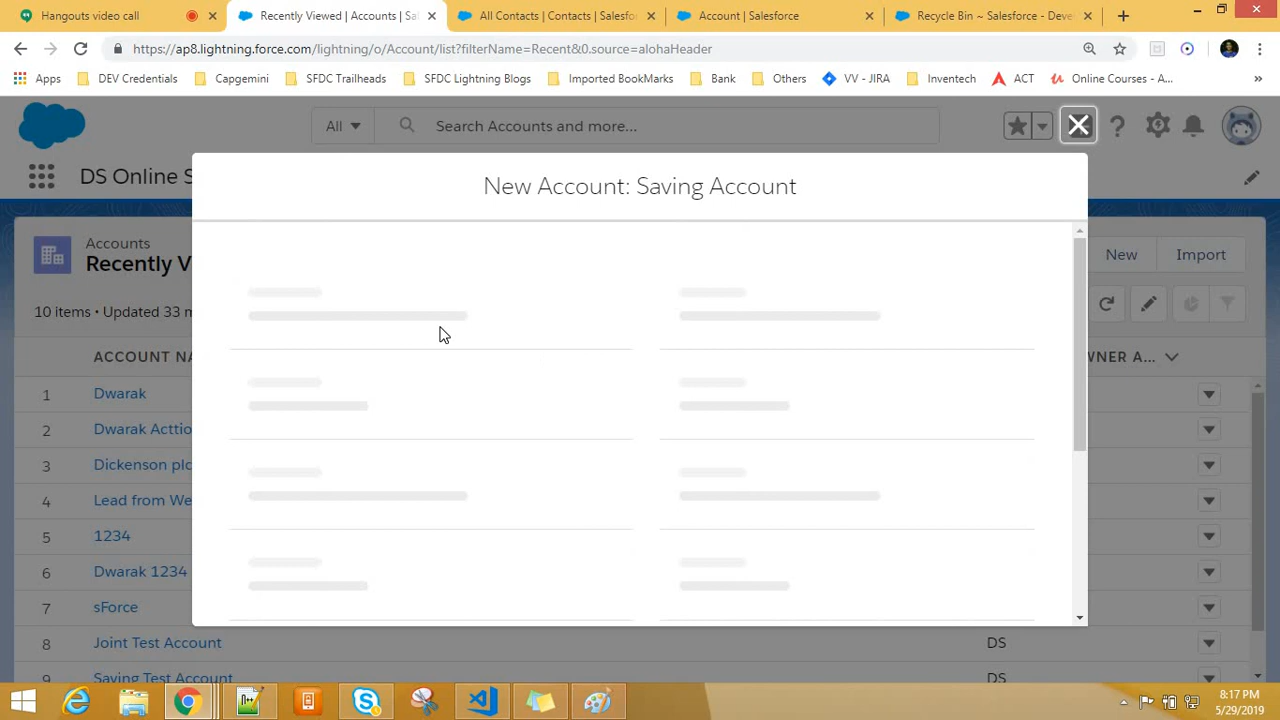 Hangouts video call
Recently Viewed | Accounts | Sa
All Contacts | Contacts | Salesfor
Account | Salesforce
Recycle Bin ~ Salesforce - Deve
https://ap8.lightning.force.com/lightning/o/Account/list?filterName=Recent&0.source=alohaHeader
Apps
DEV Credentials
Capgemini
SFDC Trailheads
SFDC Lightning Blogs
Imported BookMarks
Bank
Others
VV - JIRA
Inventech
ACT
Online Courses - A...
»
All
Search Accounts and more...
DS Online S
New Account: Saving Account
Accounts
Recently V
New
Import
10 items • Updated 33 m
ACCOUNT NA
WNER A...
1 Dwarak
2 Dwarak Acttio
3 Dickenson plc
4 Lead from We
5 1234
6 Dwarak 1234
7 sForce
8 Joint Test Account DS
9 Saving Test Account DS
8:17 PM
5/29/2019